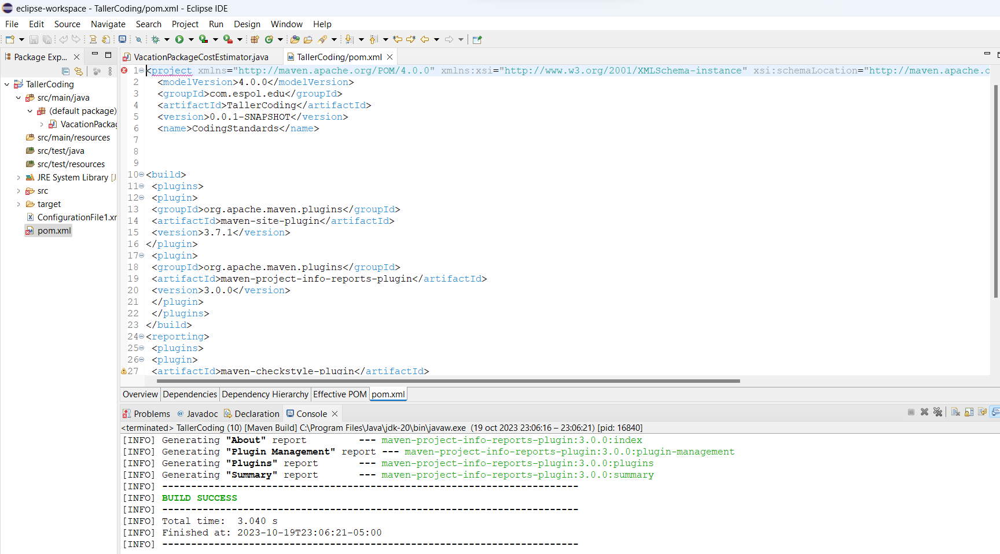 eclipse-workspace - TallerCoding/pom.xml - Eclipse IDE
File Edit Source Navigate Search Project Run Design Window Help
Package Exp...
VacationPackageCostEstimator.java
TallerCoding/pom.xml
TallerCoding
src/main/java
(default package)
VacationPackag
src/main/resources
src/test/java
src/test/resources
JRE System Library [J
src
target
ConfigurationFile1.xm
pom.xml
1 <project xmlns="http://maven.apache.org/POM/4.0.0" xmlns:xsi="http://www.w3.org/2001/XMLSchema-instance" xsi:schemaLocation="http://maven.apache.o
2 <modelVersion>4.0.0</modelVersion>
3 <groupId>com.espol.edu</groupId>
4 <artifactId>TallerCoding</artifactId>
5 <version>0.0.1-SNAPSHOT</version>
6 <name>CodingStandards</name>
7
8
9
10 <build>
11 <plugins>
12 <plugin>
13 <groupId>org.apache.maven.plugins</groupId>
14 <artifactId>maven-site-plugin</artifactId>
15 <version>3.7.1</version>
16 </plugin>
17 <plugin>
18 <groupId>org.apache.maven.plugins</groupId>
19 <artifactId>maven-project-info-reports-plugin</artifactId>
20 <version>3.0.0</version>
21 </plugin>
22 </plugins>
23 </build>
24 <reporting>
25 <plugins>
26 <plugin>
27 <artifactId>maven-checkstyle-plugin</artifactId>
Overview Dependencies Dependency Hierarchy Effective POM pom.xml
Problems @ Javadoc Declaration Console
<terminated> TallerCoding (10) [Maven Build] C:\Program Files\Java\jdk-20\bin\javaw.exe (19 oct 2023 23:06:16 – 23:06:21) [pid: 16840]
[INFO] Generating "About" report --- maven-project-info-reports-plugin:3.0.0:index
[INFO] Generating "Plugin Management" report --- maven-project-info-reports-plugin:3.0.0:plugin-management
[INFO] Generating "Plugins" report --- maven-project-info-reports-plugin:3.0.0:plugins
[INFO] Generating "Summary" report --- maven-project-info-reports-plugin:3.0.0:summary
[INFO] ------------------------------------------------------------------------
[INFO] BUILD SUCCESS
[INFO] ------------------------------------------------------------------------
[INFO] Total time: 3.040 s
[INFO] Finished at: 2023-10-19T23:06:21-05:00
[INFO] ------------------------------------------------------------------------